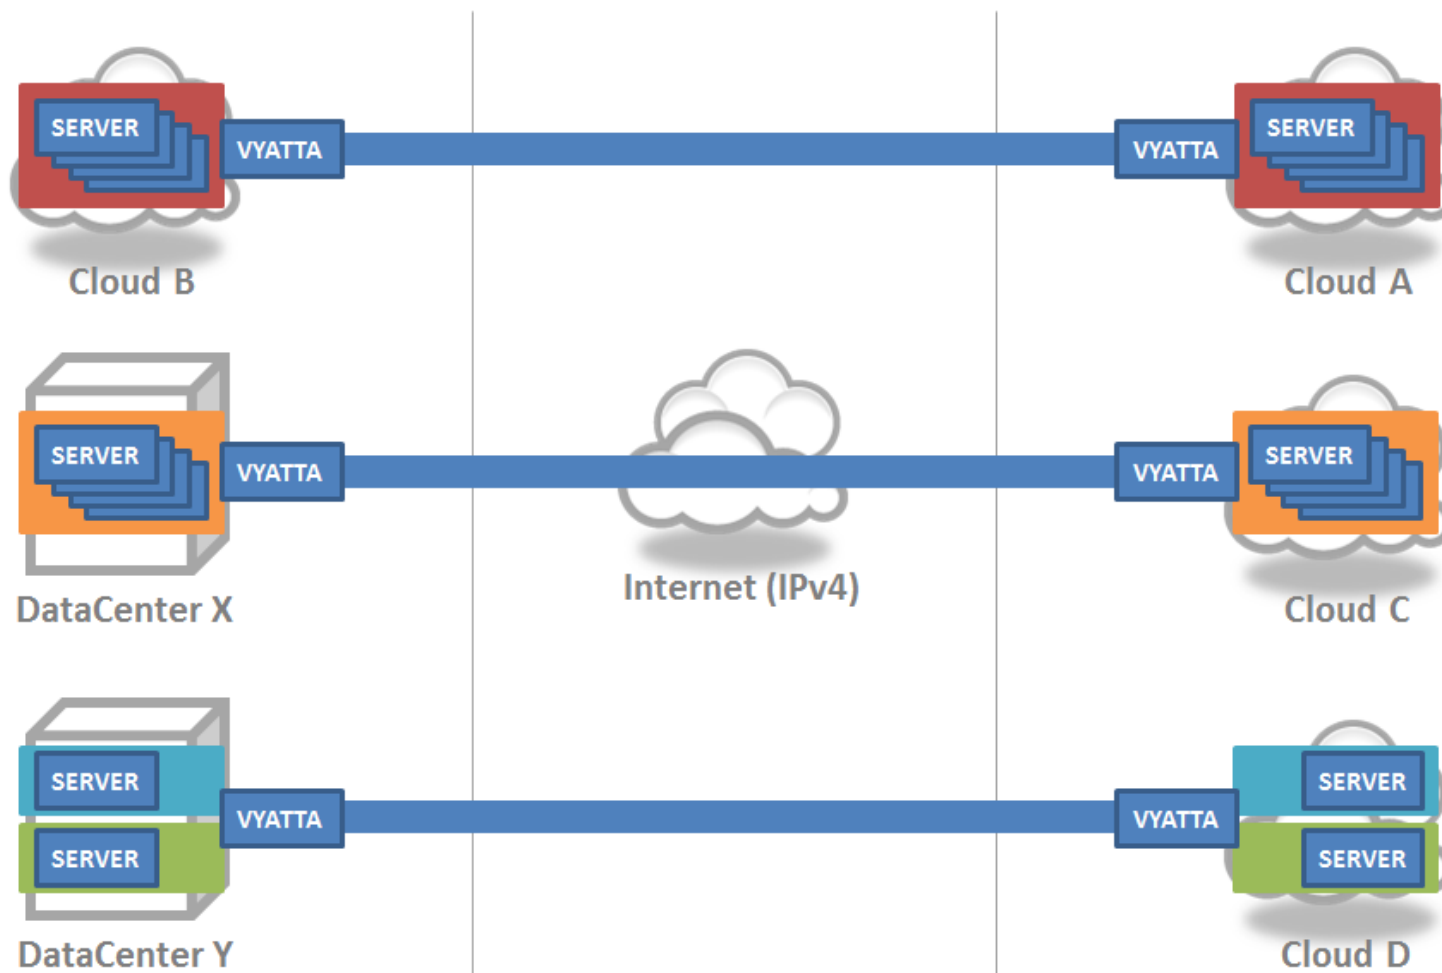 SERVER
VYATTA
VYATTA
SERVER
Cloud B
Cloud A
SERVER
VYATTA
VYATTA
SERVER
Internet (IPv4)
DataCenter X
Cloud C
SERVER
SERVER
VYATTA
VYATTA
SERVER
SERVER
DataCenter Y
Cloud D